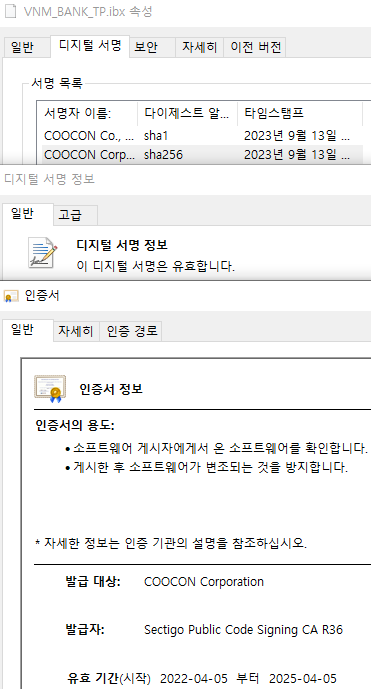 VNM_BANK_TP.ibx 속성
일반 디지털 서명 보안 자세히 이전 버전
서명 목록
서명자 이름: 다이제스트 알... 타임스탬프
COOCON Co., ... sha1 2023년 9월 13일 ...
COOCON Corp... sha256 2023년 9월 13일 ...
디지털 서명 정보
일반 고급
디지털 서명 정보
이 디지털 서명은 유효합니다.
인증서
일반 자세히 인증 경로
인증서 정보
인증서의 용도:
• 소프트웨어 게시자에게서 온 소프트웨어를 확인합니다.
• 게시한 후 소프트웨어가 변조되는 것을 방지합니다.
* 자세한 정보는 인증 기관의 설명을 참조하십시오.
발급 대상: COOCON Corporation
발급자: Sectigo Public Code Signing CA R36
유효 기간(시작) 2022-04-05 부터 2025-04-05